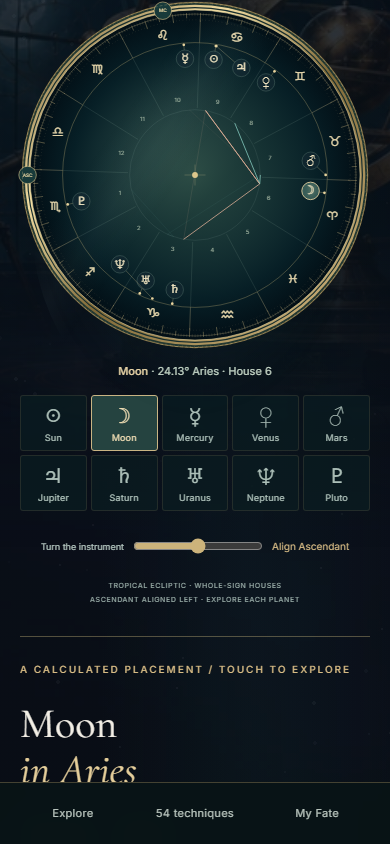 MC
♌ ♋
☿ ☉ ♃ ♀
♍ ♊
10 9
11 8
♎ ♉
12 7 ♂
ASC
☽
1 6
♏ ♇ ♈
2 5
3 4
♆ ♅ ♄
♐ ♓
♑ ♒
Moon · 24.13° Aries · House 6
☉ ☽ ☿ ♀ ♂
Sun Moon Mercury Venus Mars
♃ ♄ ♅ ♆ ♇
Jupiter Saturn Uranus Neptune Pluto
Turn the instrument Align Ascendant
TROPICAL ECLIPTIC · WHOLE-SIGN HOUSES
ASCENDANT ALIGNED LEFT · EXPLORE EACH PLANET
A CALCULATED PLACEMENT / TOUCH TO EXPLORE
Moon
in Aries
Explore 54 techniques My Fate